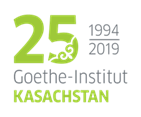 25 1994
2019
Goethe-Institut
KASACHSTAN